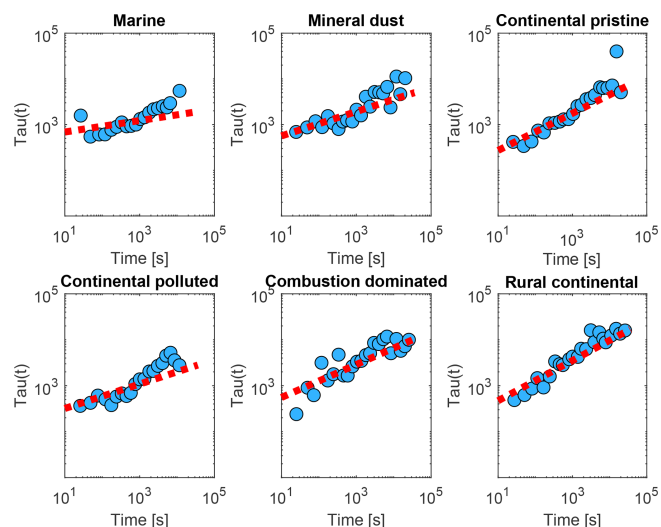 Marine
Mineral dust
Continental pristine
10^5
10^5
10^5
Tau(t)
Tau(t)
Tau(t)
10^3
10^3
10^3
10^1 10^3 10^5
10^1 10^3 10^5
10^1 10^3 10^5
Time [s]
Time [s]
Time [s]
Continental polluted
Combustion dominated
Rural continental
10^5
10^5
10^5
Tau(t)
Tau(t)
Tau(t)
10^3
10^3
10^3
10^1 10^3 10^5
10^1 10^3 10^5
10^1 10^3 10^5
Time [s]
Time [s]
Time [s]